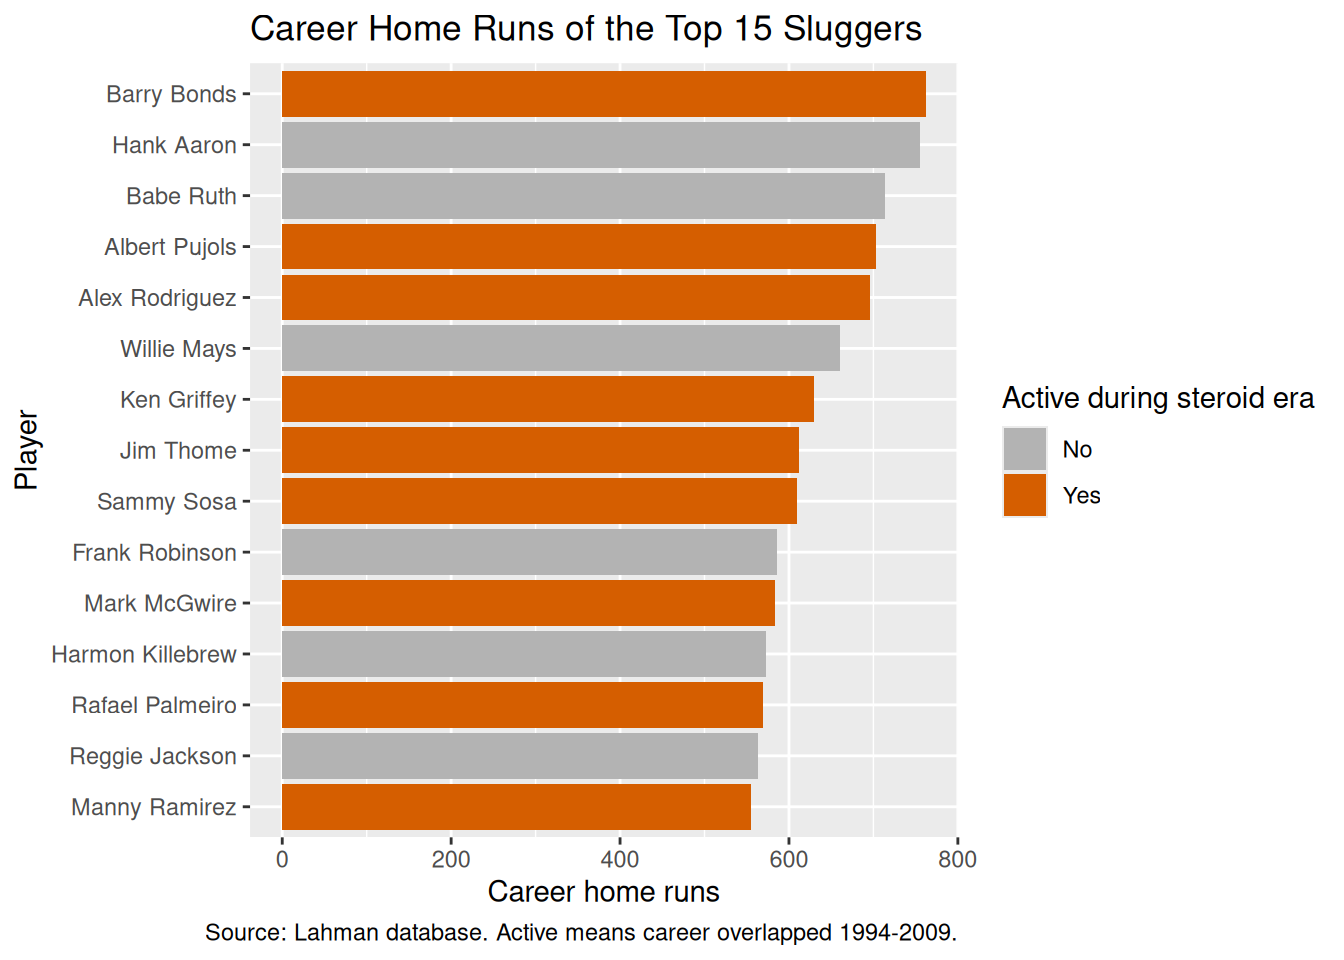 Career Home Runs of the Top 15 Sluggers
Player
Barry Bonds
Hank Aaron
Babe Ruth
Albert Pujols
Alex Rodriguez
Willie Mays
Ken Griffey
Jim Thome
Sammy Sosa
Frank Robinson
Mark McGwire
Harmon Killebrew
Rafael Palmeiro
Reggie Jackson
Manny Ramirez
0 200 400 600 800
Career home runs
Active during steroid era
No
Yes
Source: Lahman database. Active means career overlapped 1994-2009.